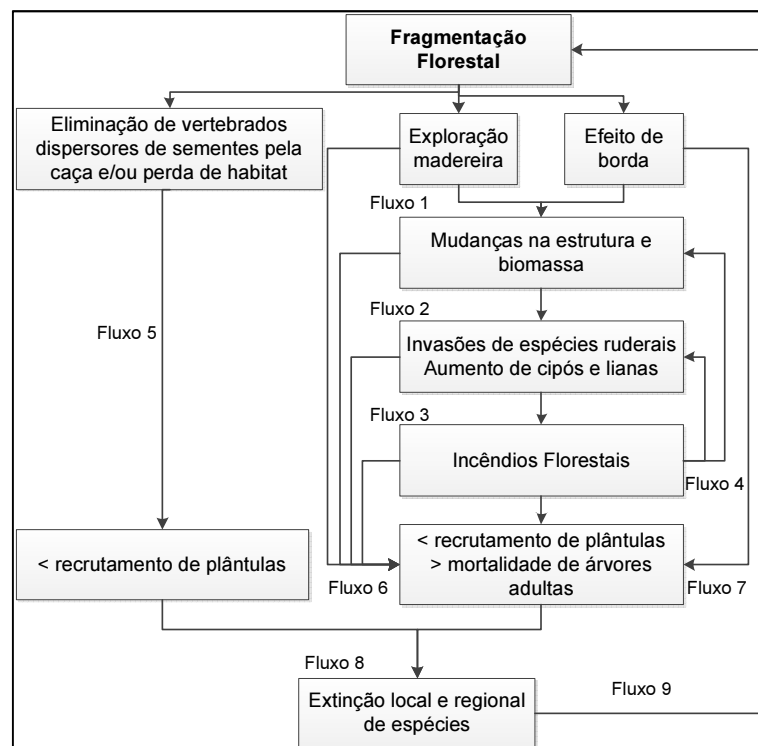 Fragmentação
Florestal
Eliminação de vertebrados
dispersores de sementes pela
caça e/ou perda de habitat
Exploração
madereira
Efeito de
borda
Fluxo 1
Mudanças na estrutura e
biomassa
Fluxo 2
Fluxo 5
Invasões de espécies ruderais
Aumento de cipós e lianas
Fluxo 3
Incêndios Florestais
Fluxo 4
< recrutamento de plântulas
< recrutamento de plântulas
> mortalidade de árvores
adultas
Fluxo 6
Fluxo 7
Fluxo 8
Extinção local e regional
de espécies
Fluxo 9